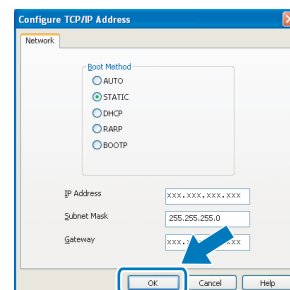 Configure TCP/IP Address
Network
Boot Method
AUTO
STATIC
DHCP
RARP
BOOTP
IP Address
xxx.xxx.xxx.xxx
Subnet Mask
255.255.255.0
Gateway
OK Cancel Help